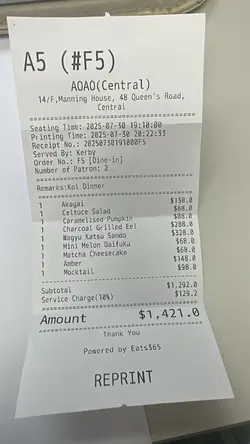 A5 (#F5)
AOAO(Central)
14/F,Manning House, 48 Queen's Road,
Central
Seating Time: 2025-07-30 19:10:00
Printing Time: 2025-07-30 20:22:33
Receipt No.: 20250730191000F5
Served By: Kerby
Order No.: F5 [Dine-in]
Number of Patron: 2
Remarks:Kol Dinner
1 Akagai $138.0
1 Celtuce Salad $68.0
1 Caramelised Pumpkin $88.0
1 Charcoal Grilled Eel $288.0
1 Wagyu Katsu Sando $328.0
1 Mini Melon Daifuku $68.0
1 Matcha Cheesecake $68.0
1 Amber $148.0
1 Mocktail $98.0
Subtotal $1,292.0
Service Charge(10%) $129.2
Amount $1,421.0
Thank You
Powered by Eats365
REPRINT